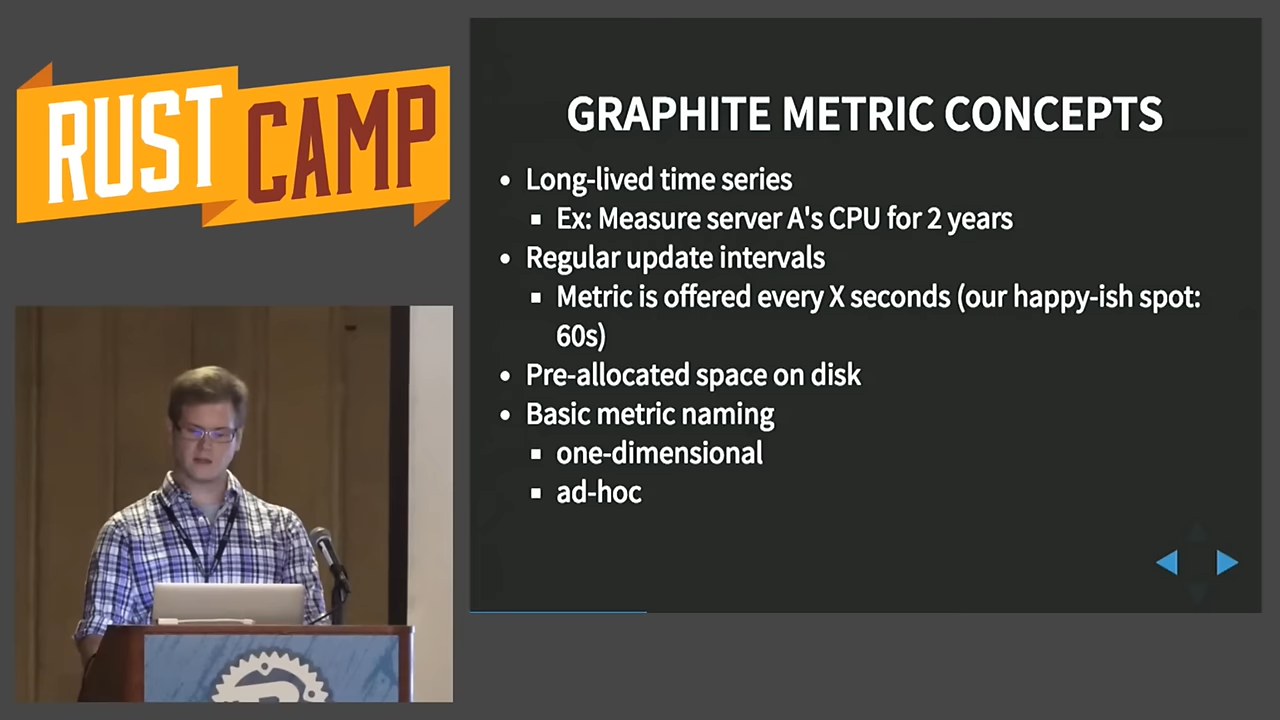 RUST CAMP
GRAPHITE METRIC CONCEPTS
• Long-lived time series
▪ Ex: Measure server A's CPU for 2 years
• Regular update intervals
▪ Metric is offered every X seconds (our happy-ish spot:
60s)
• Pre-allocated space on disk
• Basic metric naming
▪ one-dimensional
▪ ad-hoc